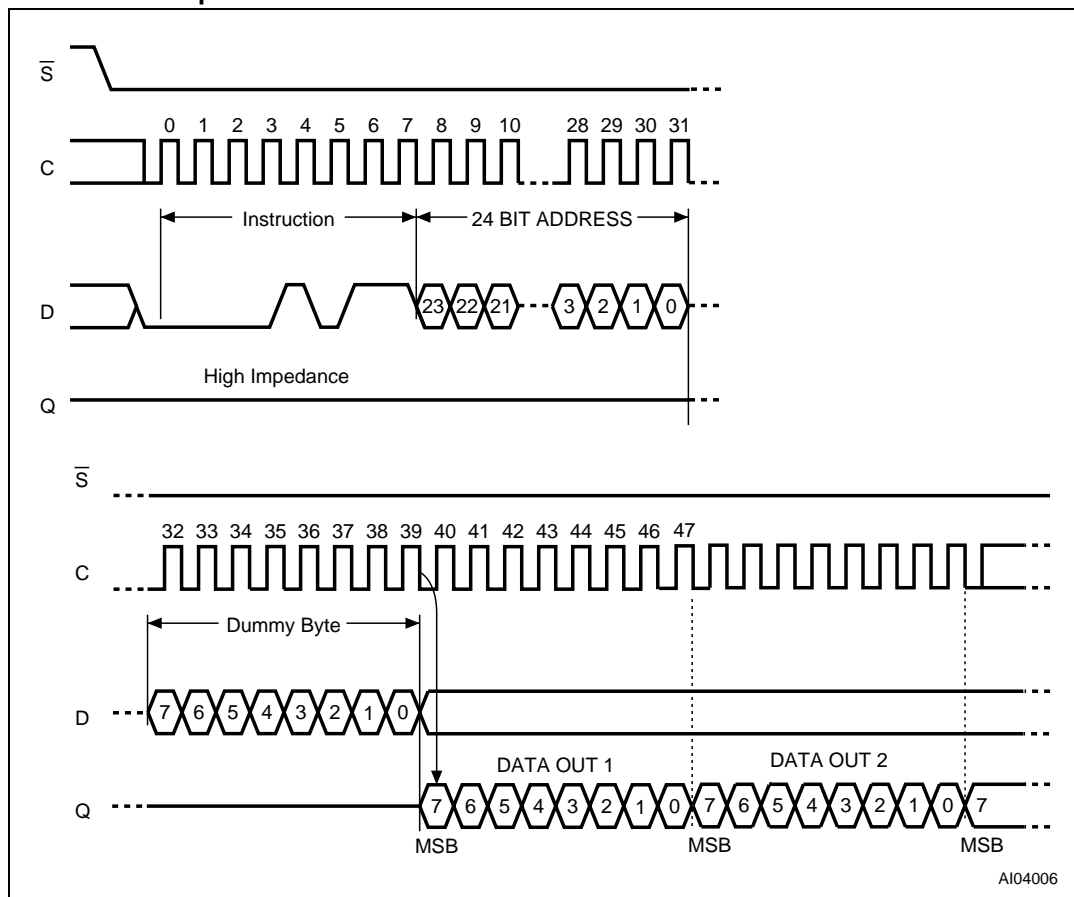 S
0 1 2 3 4 5 6 7 8 9 10 28 29 30 31
C
Instruction 24 BIT ADDRESS
D 23 22 21 3 2 1 0
High Impedance
Q
S
32 33 34 35 36 37 38 39 40 41 42 43 44 45 46 47
C
Dummy Byte
D 7 6 5 4 3 2 1 0
DATA OUT 1 DATA OUT 2
Q 7 6 5 4 3 2 1 0 7 6 5 4 3 2 1 0 7
MSB MSB MSB
AI04006